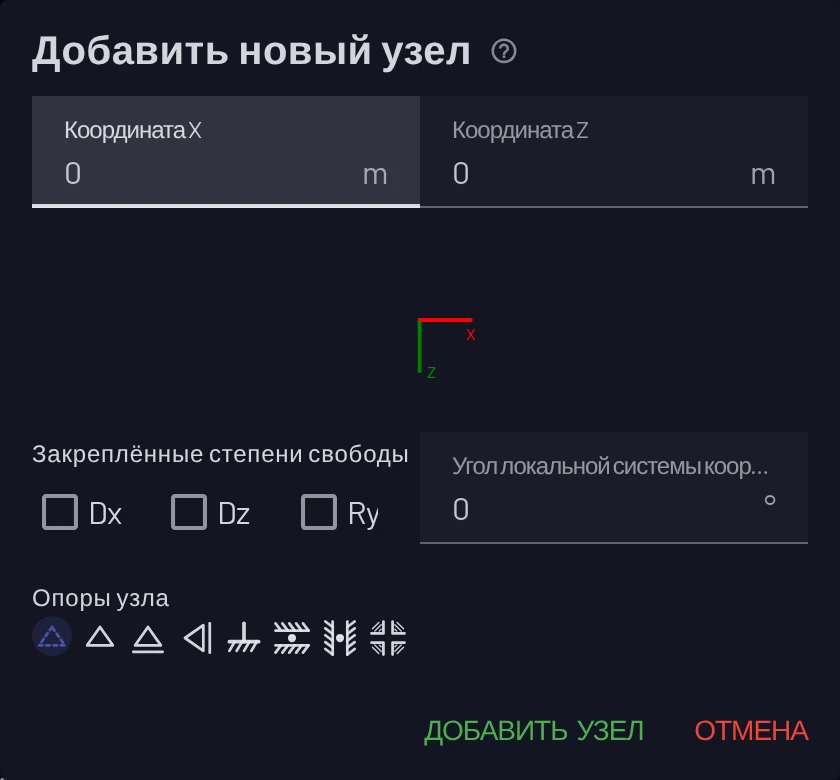 Добавить новый узел
Координата X
Координата Z
0 m
0 m
x
z
Закреплённые степени свободы
Угол локальной системы коор...
Dx
Dz
Ry
0 °
Опоры узла
ДОБАВИТЬ УЗЕЛ
ОТМЕНА